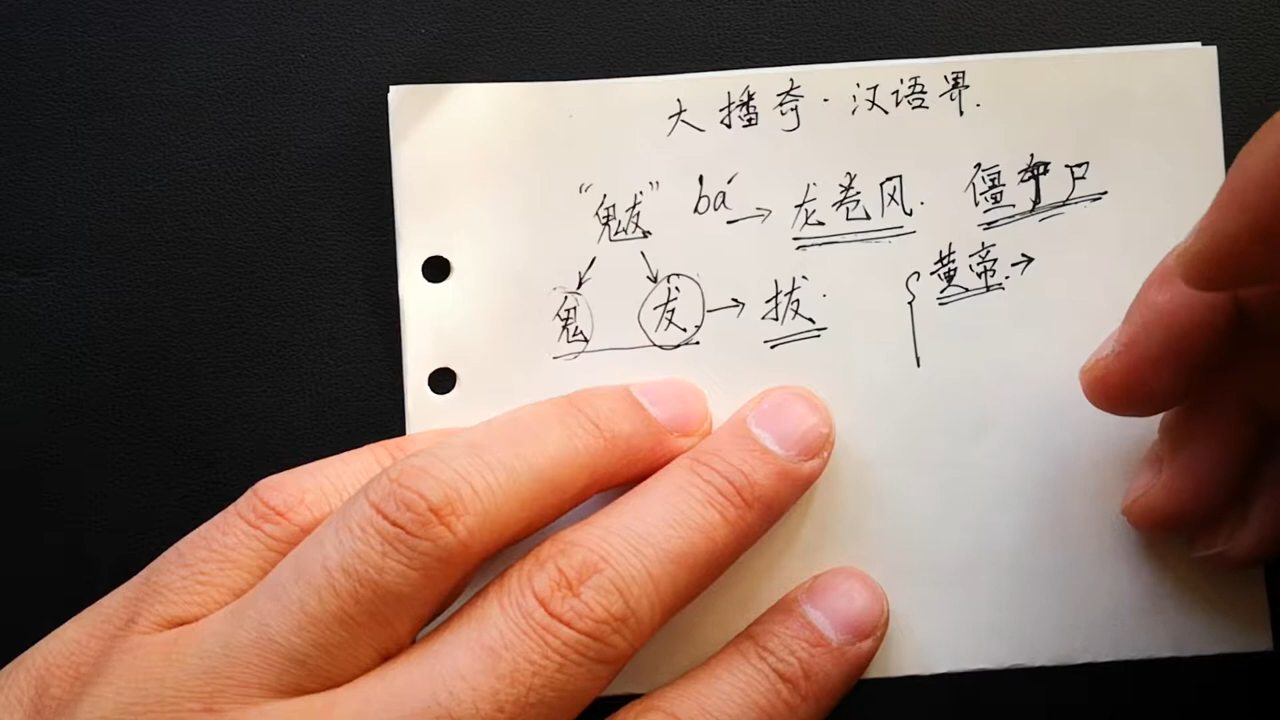 大播奇·汉语界.
“魃” bá → 龙卷风. 僵尸
黄帝. →
鬼 犮 → 拔.